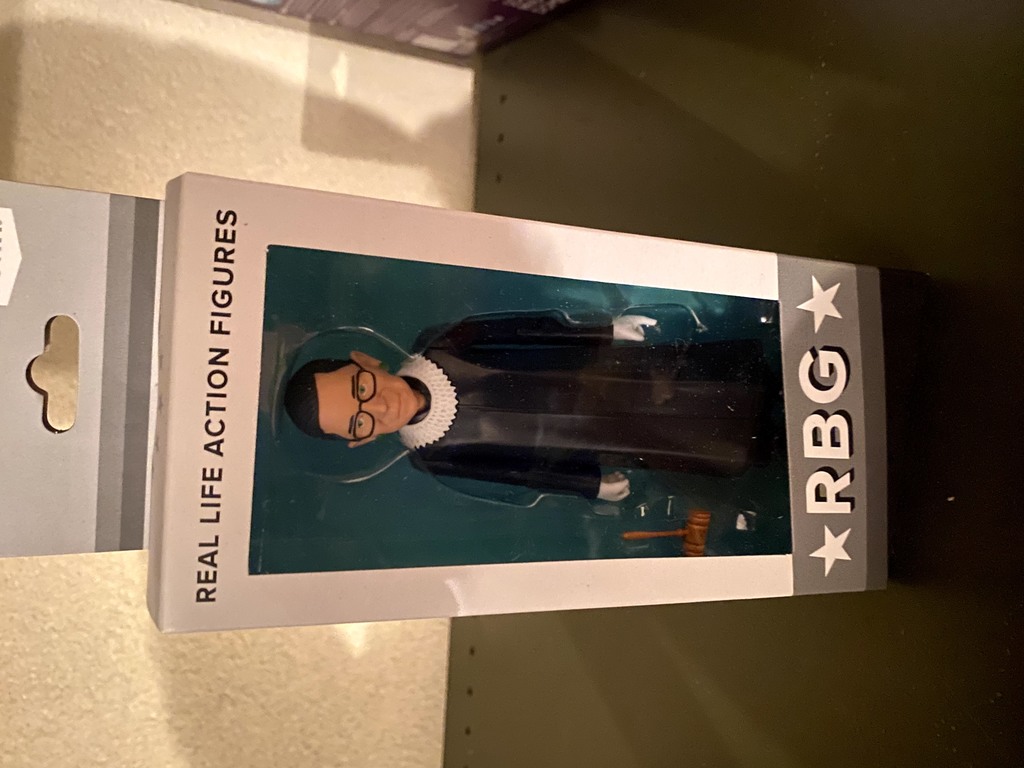 REAL LIFE ACTION FIGURES
★RBG★